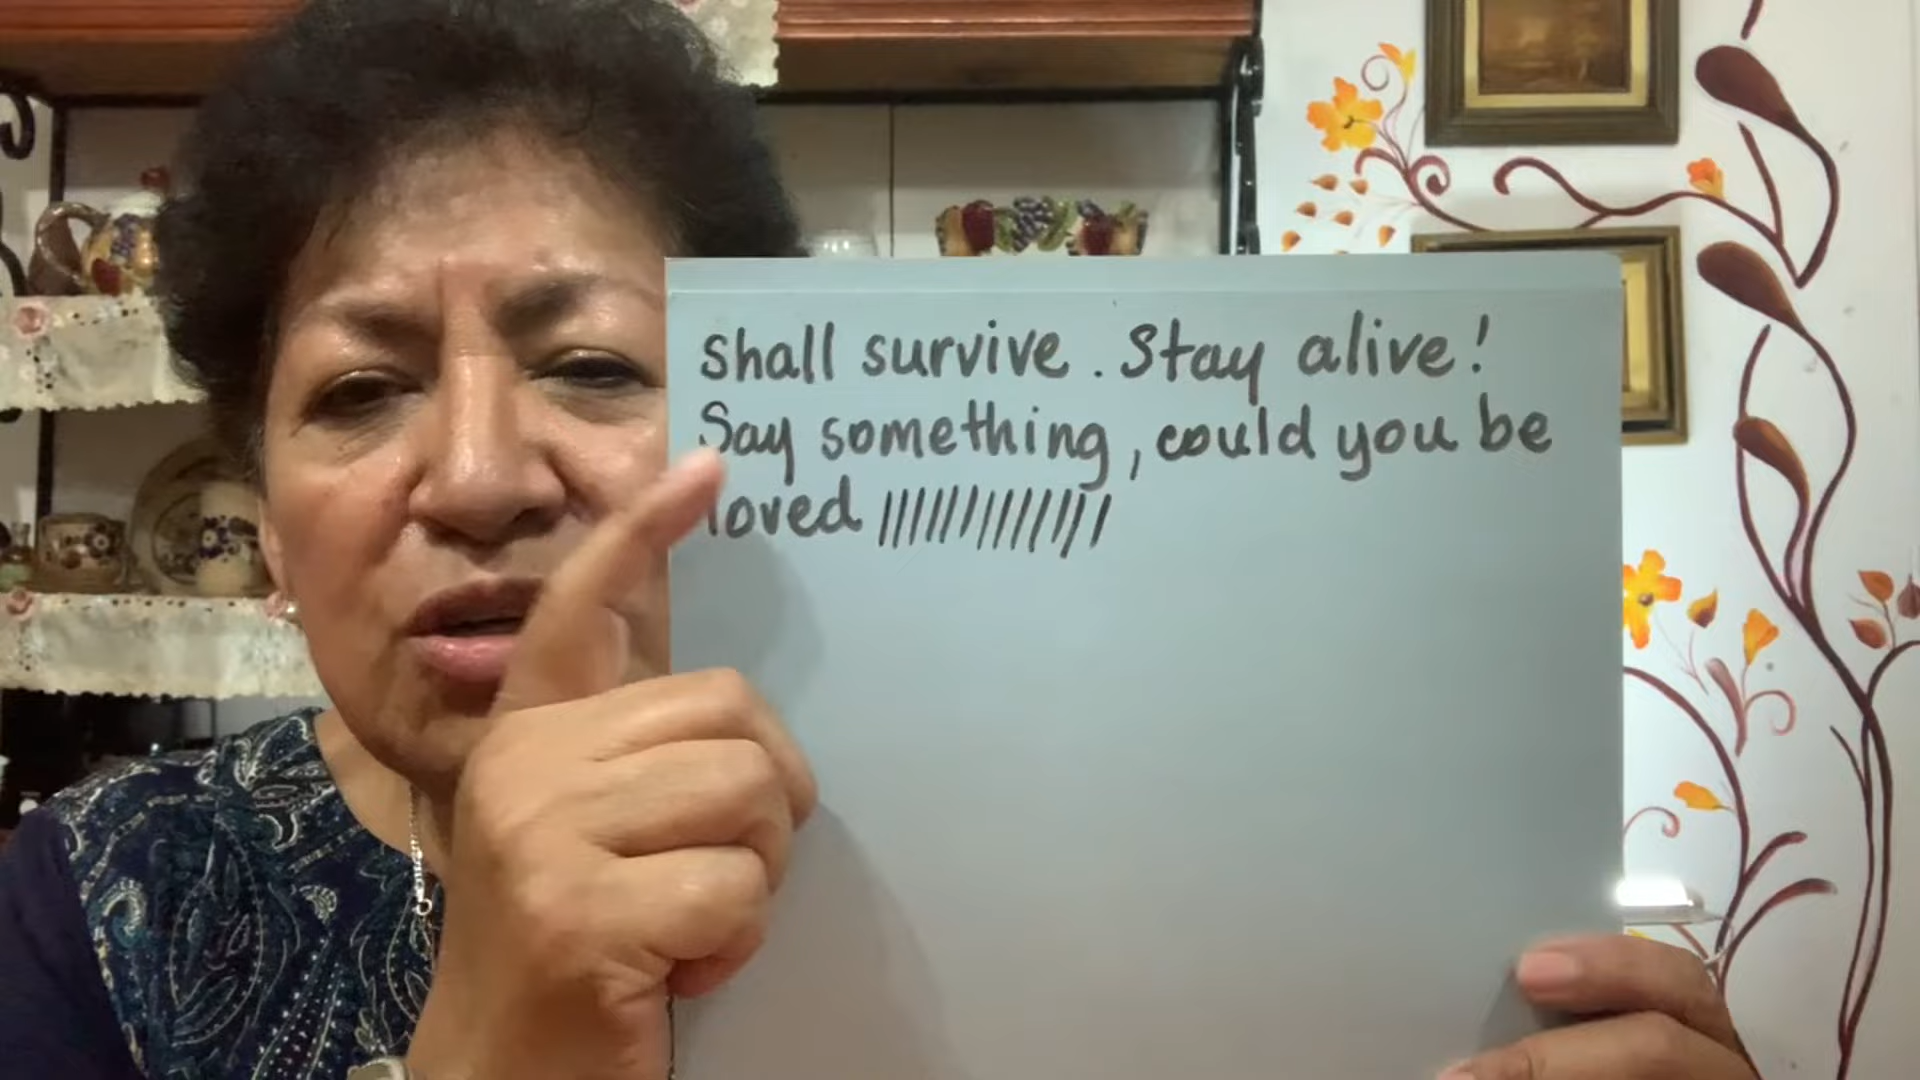 shall survive. Stay alive!
Say something, could you be
loved /////////////